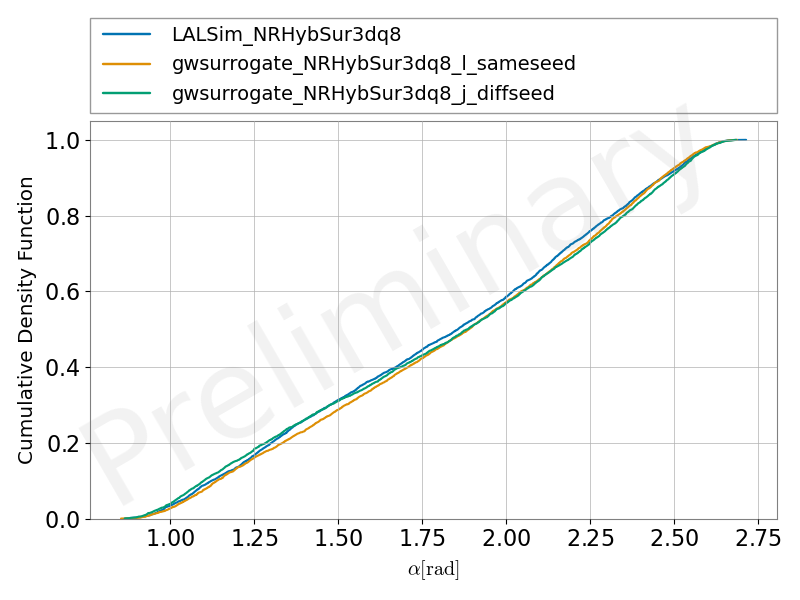 LALSim_NRHybSur3dq8
gwsurrogate_NRHybSur3dq8_l_sameseed
gwsurrogate_NRHybSur3dq8_j_diffseed
Preliminary
Cumulative Density Function
1.0
0.8
0.6
0.4
0.2
0.0
1.00 1.25 1.50 1.75 2.00 2.25 2.50 2.75
α[rad]